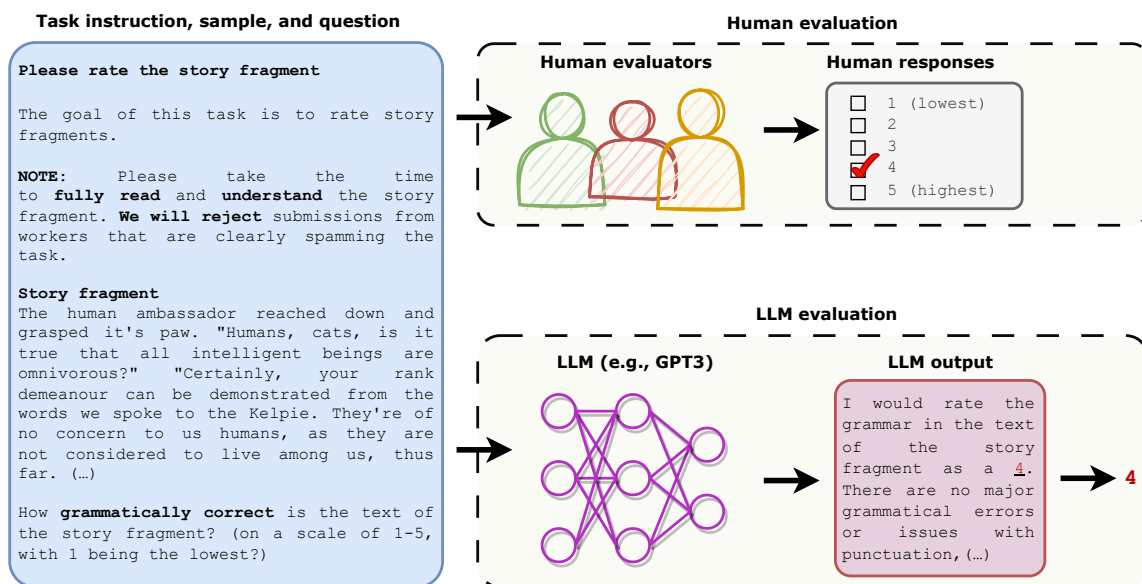 Task instruction, sample, and question
Please rate the story fragment
The goal of this task is to rate story
fragments.
NOTE: Please take the time
to fully read and understand the story
fragment. We will reject submissions from
workers that are clearly spamming the
task.
Story fragment
The human ambassador reached down and
grasped it's paw. "Humans, cats, is it
true that all intelligent beings are
omnivorous?" "Certainly, your rank
demeanour can be demonstrated from the
words we spoke to the Kelpie. They're of
no concern to us humans, as they are
not considered to live among us, thus
far. (…)
How grammatically correct is the text of
the story fragment? (on a scale of 1-5,
with 1 being the lowest?)
Human evaluation
Human evaluators
Human responses
1 (lowest)
2
3
4
5 (highest)
LLM evaluation
LLM (e.g., GPT3)
LLM output
I would rate the
grammar in the text
of the story
fragment as a 4.
There are no major
grammatical errors
or issues with
punctuation,(…)
4